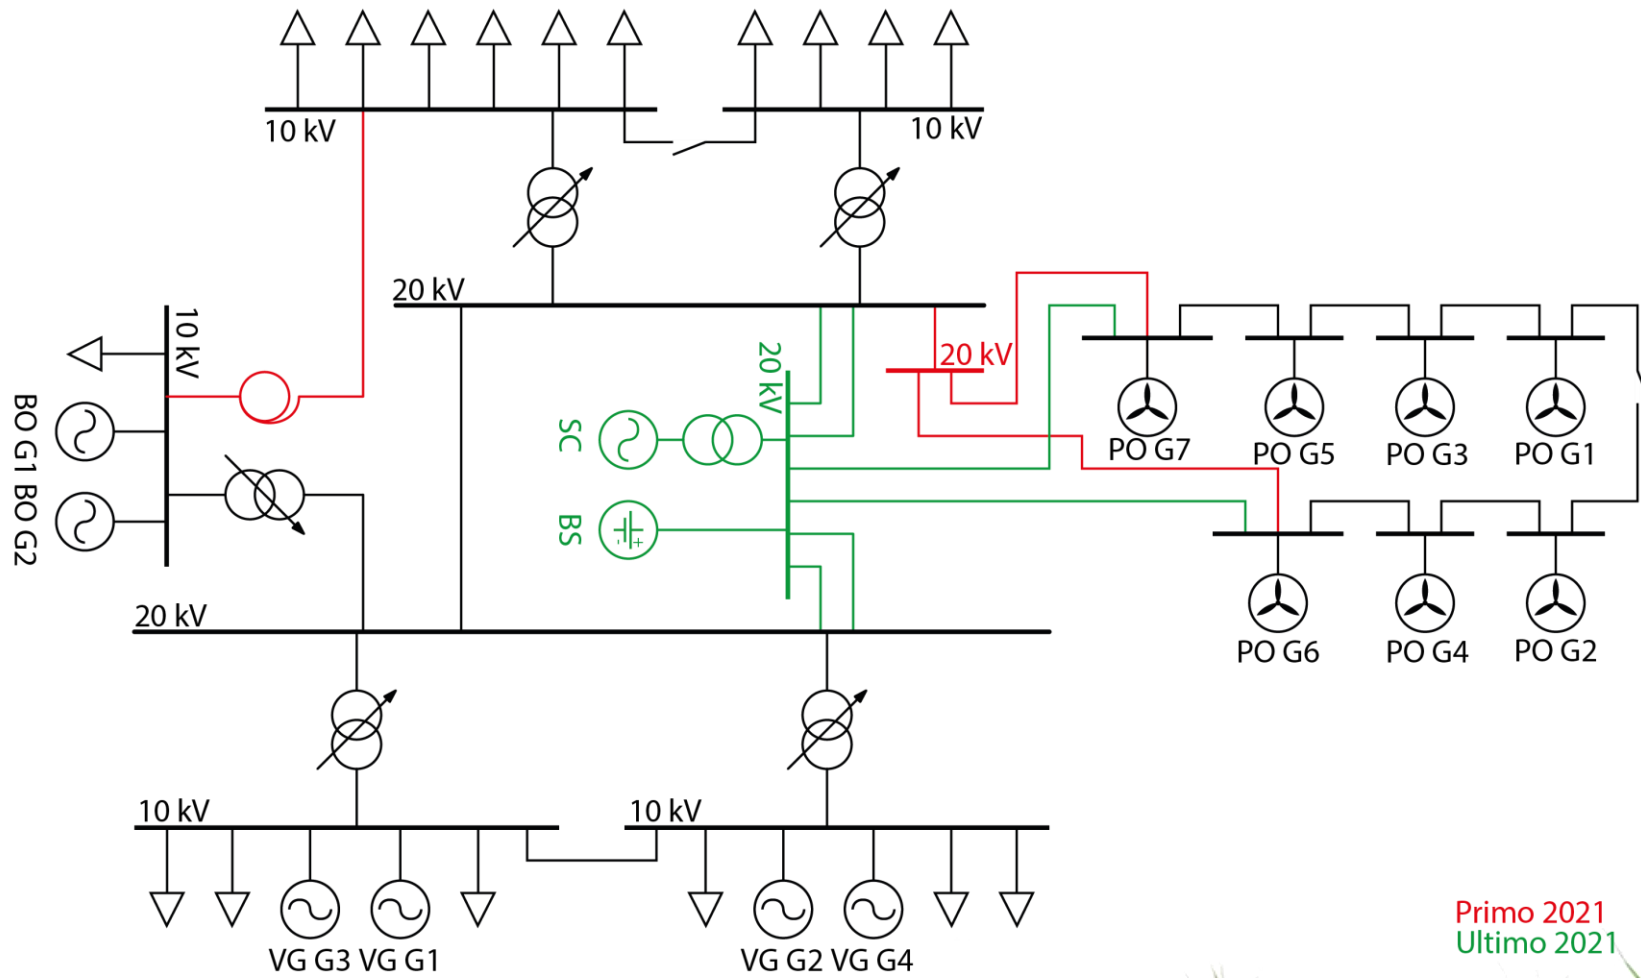 10 kV
10 kV
20 kV
10 kV
20 kV
20 kV
PO G7
PO G5
PO G3
PO G1
BO G1
BO G2
SC
BS
20 kV
PO G6
PO G4
PO G2
10 kV
10 kV
VG G3
VG G1
VG G2
VG G4
- +
Primo 2021
Ultimo 2021